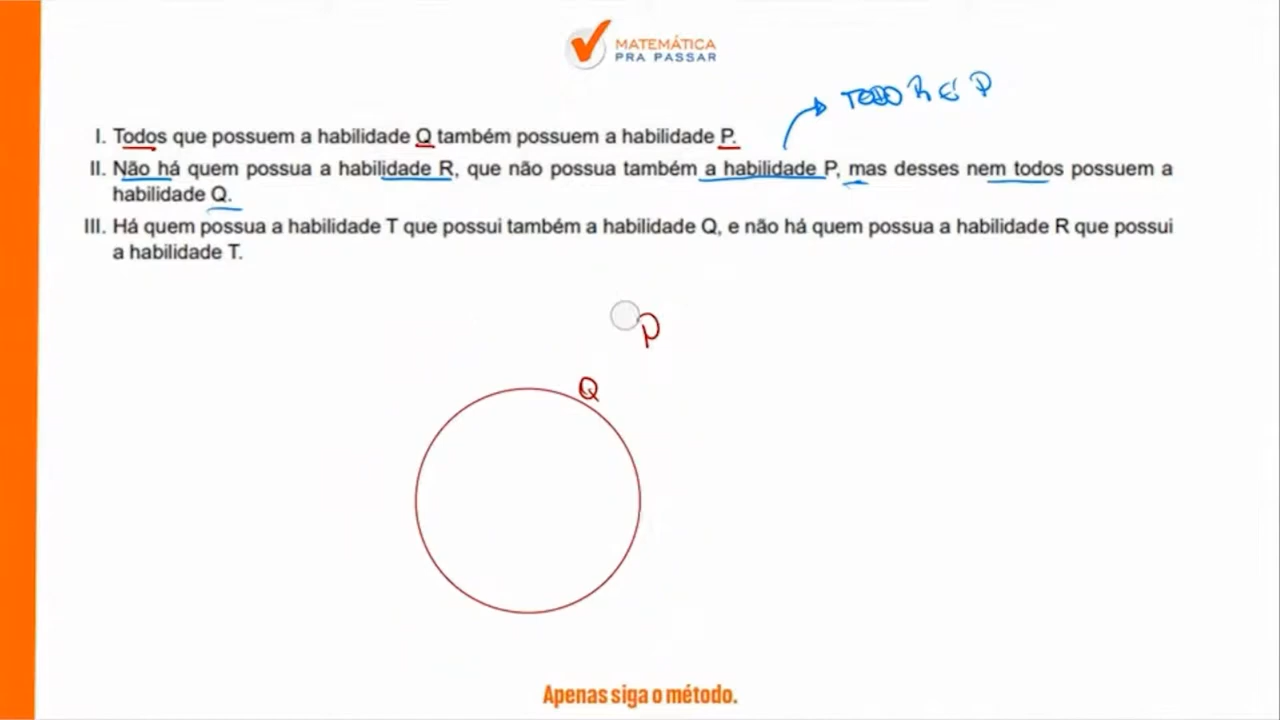 MATEMÁTICA
PRA PASSAR
TODO R É P
I. Todos que possuem a habilidade Q também possuem a habilidade P.
II. Não há quem possua a habilidade R, que não possua também a habilidade P, mas desses nem todos possuem a
habilidade Q.
III. Há quem possua a habilidade T que possui também a habilidade Q, e não há quem possua a habilidade R que possui
a habilidade T.
P
Q
Apenas siga o método.